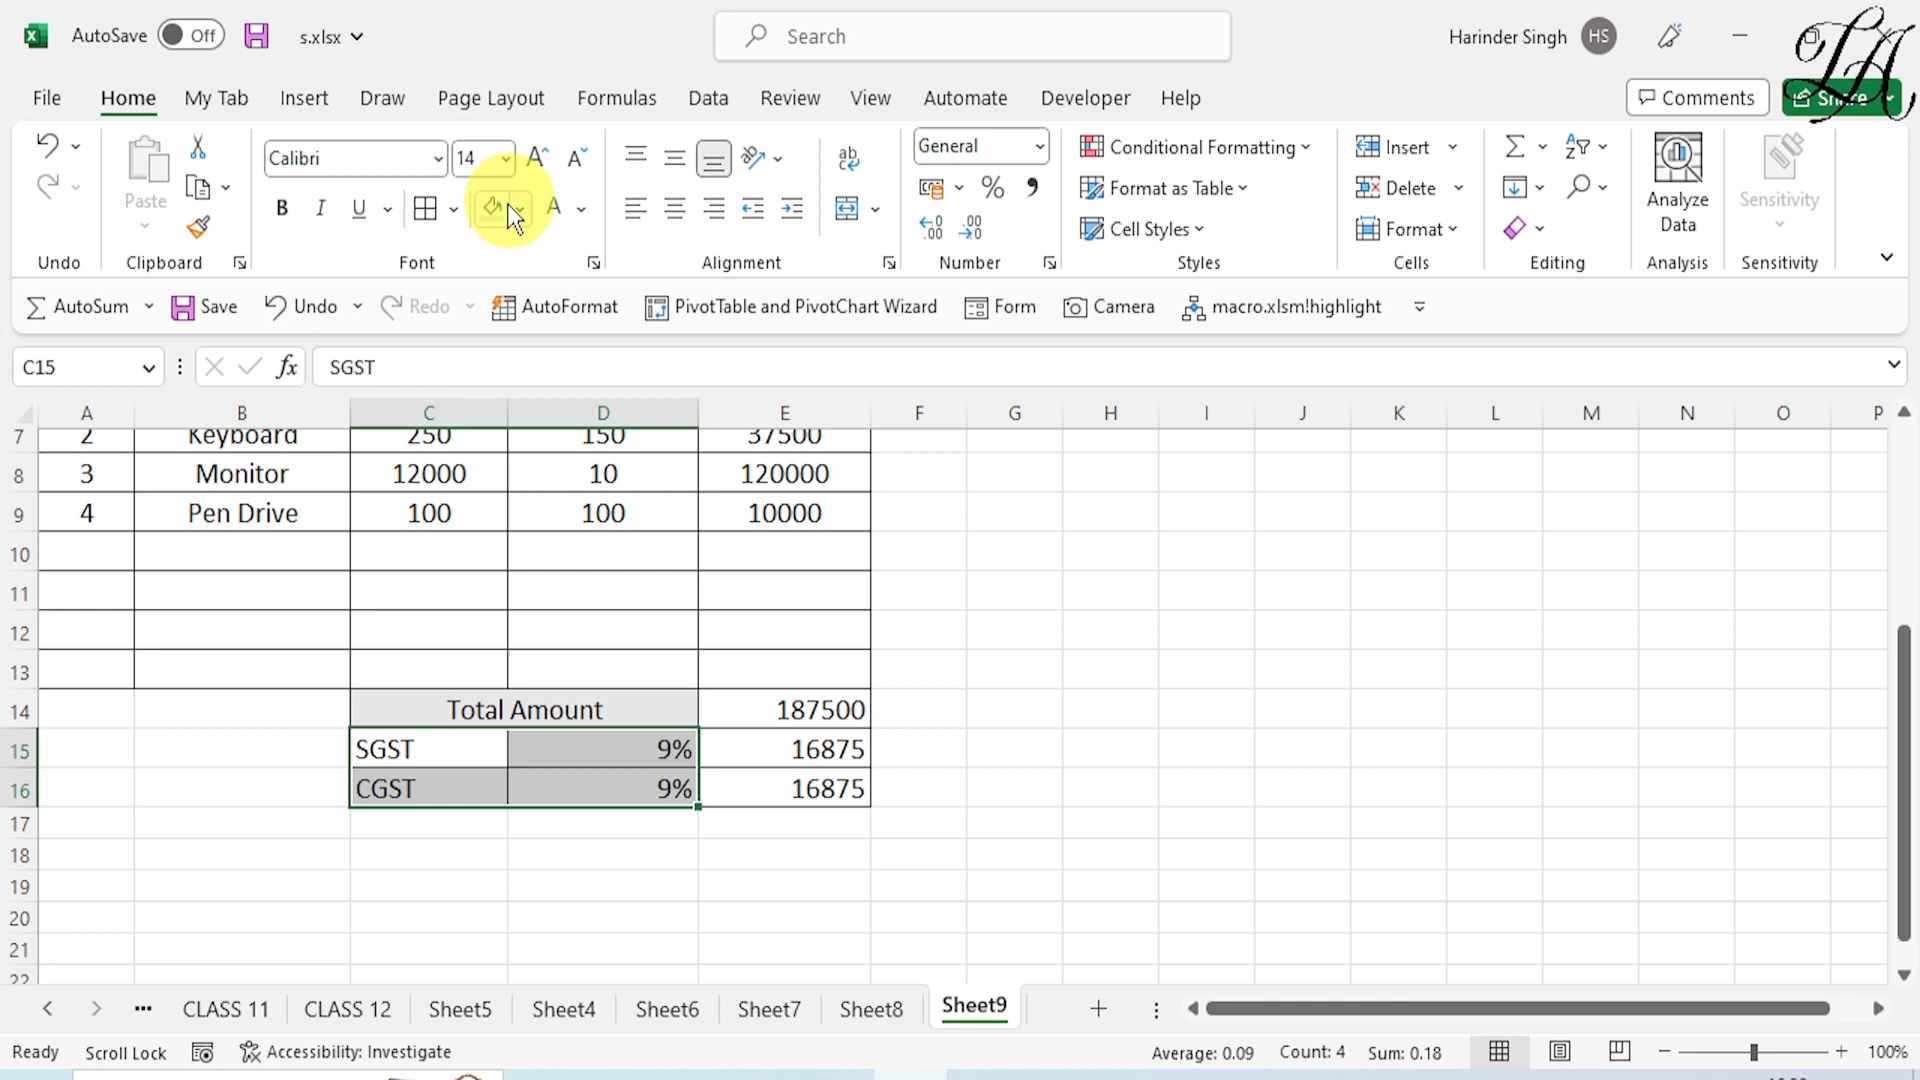 AutoSave Off s.xlsx Search Harinder Singh HS
LA
File Home My Tab Insert Draw Page Layout Formulas Data Review View Automate Developer Help Comments Share
Calibri 14 General Conditional Formatting Insert
Paste Format as Table Delete Analyze Data Sensitivity
B I U A Cell Styles Format
Undo Clipboard Font Alignment Number Styles Cells Editing Analysis Sensitivity
AutoSum Save Undo Redo AutoFormat PivotTable and PivotChart Wizard Form Camera macro.xlsm!highlight
C15 fx SGST
A B C D E F G H I J K L M N O P
7 2 Keyboard 250 150 37500
8 3 Monitor 12000 10 120000
9 4 Pen Drive 100 100 10000
10
11
12
13
14 Total Amount 187500
15 SGST 9% 16875
16 CGST 9% 16875
17
18
19
20
21
22
CLASS 11 CLASS 12 Sheet5 Sheet4 Sheet6 Sheet7 Sheet8 Sheet9
Ready Scroll Lock Accessibility: Investigate Average: 0.09 Count: 4 Sum: 0.18 100%